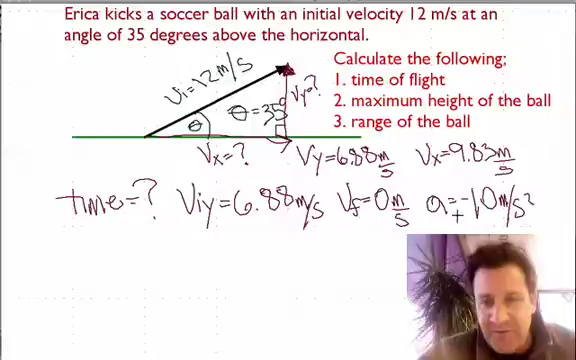 Erica kicks a soccer ball with an initial velocity 12 m/s at an
angle of 35 degrees above the horizontal.
Calculate the following:
1. time of flight
2. maximum height of the ball
3. range of the ball
Vi=12m/s
Vy=?
θ
θ=35°
Vx=?
Vy=6.88m/s
Vx=9.83m/s
time=? Viy=6.88m/s Vf=0m/s a=-10m/s²